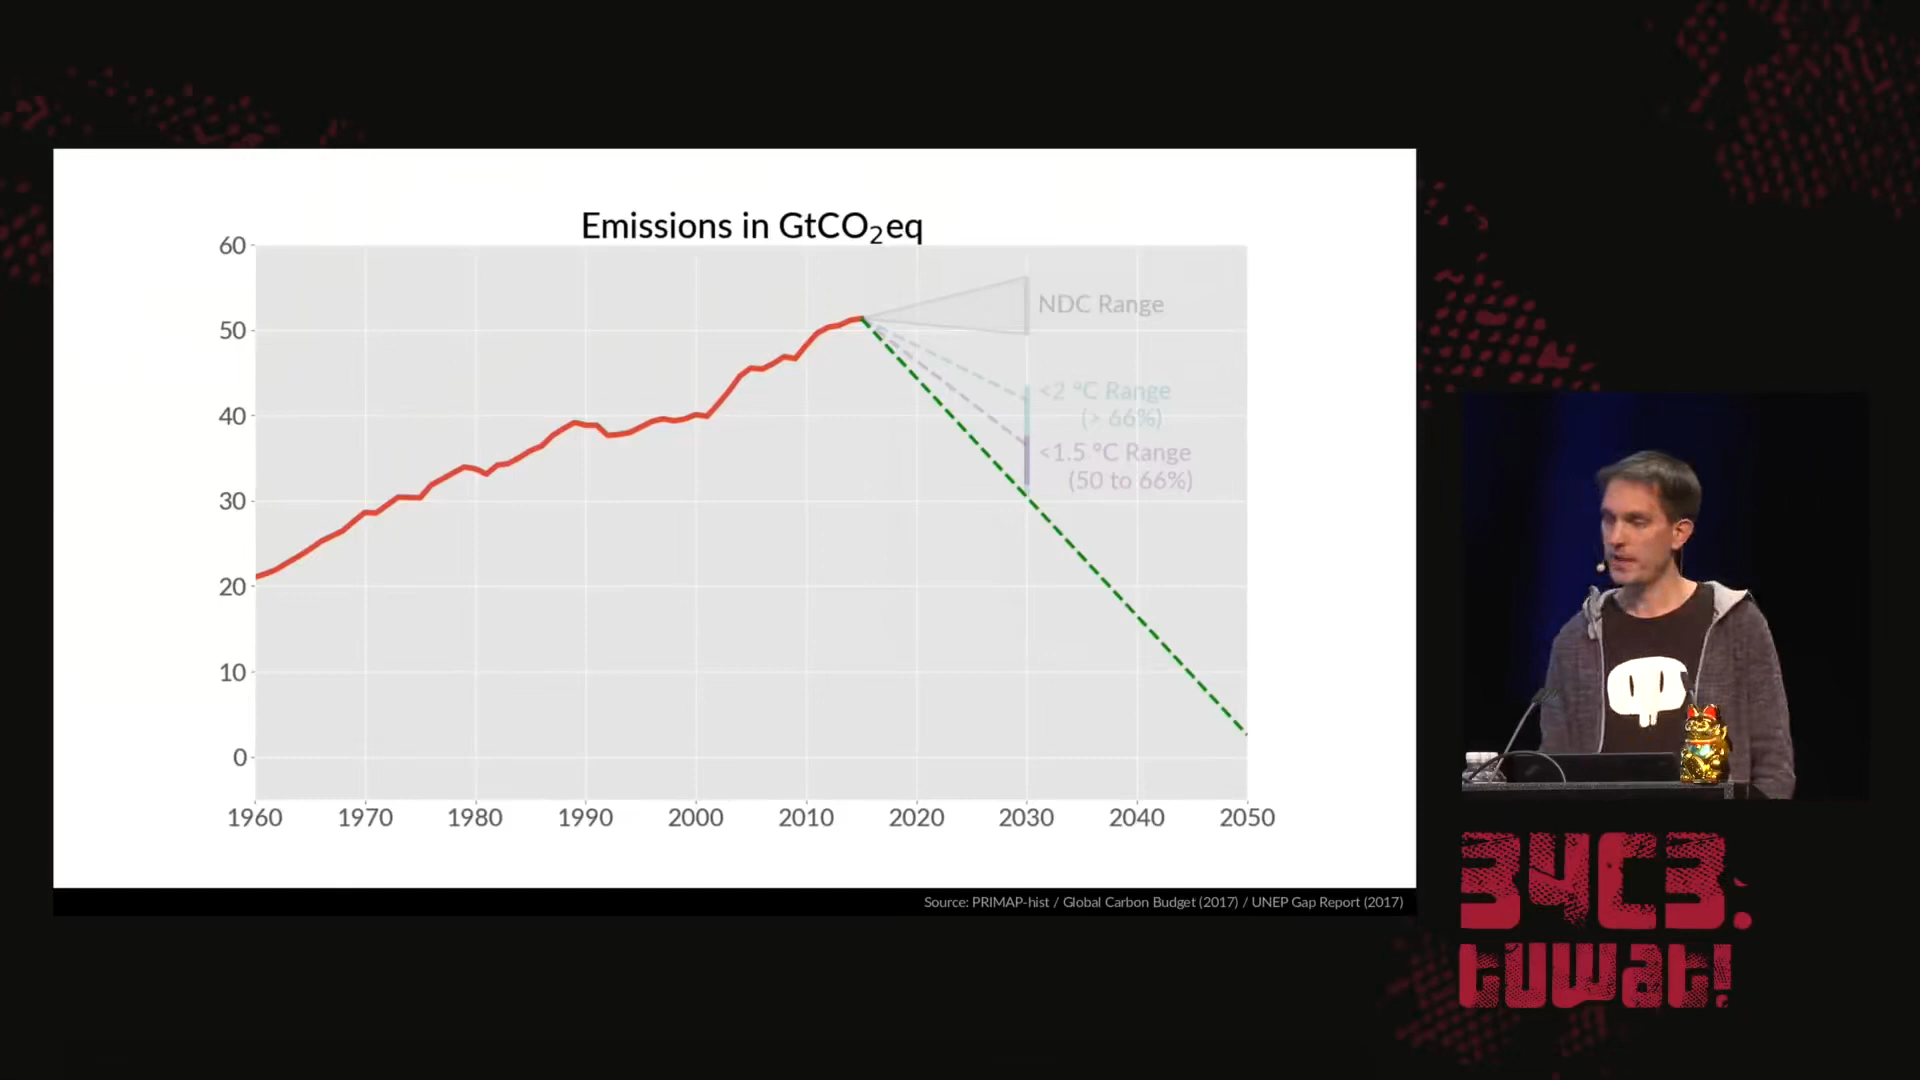 Emissions in GtCO₂eq
60
50
40
30
20
10
0
NDC Range
<2 °C Range
(> 66%)
<1.5 °C Range
(50 to 66%)
1960 1970 1980 1990 2000 2010 2020 2030 2040 2050
Source: PRIMAP-hist / Global Carbon Budget (2017) / UNEP Gap Report (2017)
34C3.
tuwat!